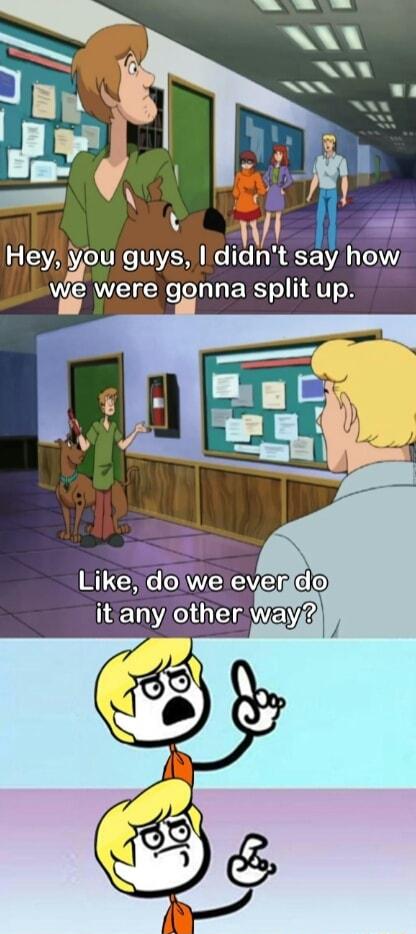 Hey, you guys, I didn't say how
we were gonna split up.
Like, do we ever do
it any other way?